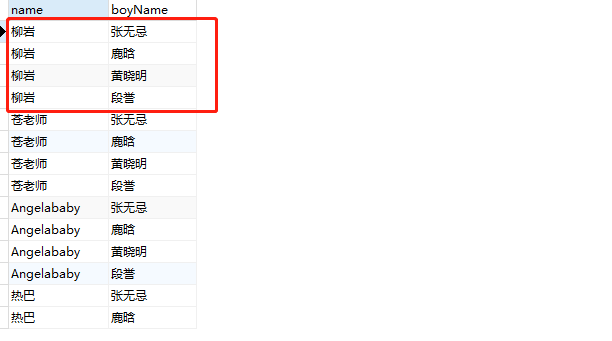 name boyName
柳岩 张无忌
柳岩 鹿晗
柳岩 黄晓明
柳岩 段誉
苍老师 张无忌
苍老师 鹿晗
苍老师 黄晓明
苍老师 段誉
Angelababy 张无忌
Angelababy 鹿晗
Angelababy 黄晓明
Angelababy 段誉
热巴 张无忌
热巴 鹿晗